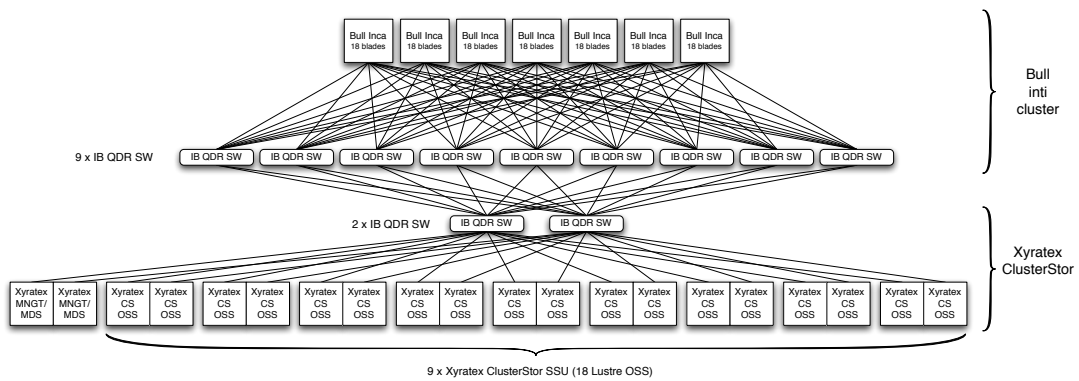 Bull Inca Bull Inca Bull Inca Bull Inca Bull Inca Bull Inca Bull Inca
18 blades 18 blades 18 blades 18 blades 18 blades 18 blades 18 blades
Bull
inti
cluster
9 x IB QDR SW IB QDR SW IB QDR SW IB QDR SW IB QDR SW IB QDR SW IB QDR SW IB QDR SW IB QDR SW IB QDR SW
2 x IB QDR SW IB QDR SW IB QDR SW
Xyratex
ClusterStor
Xyratex Xyratex Xyratex Xyratex Xyratex Xyratex Xyratex Xyratex Xyratex Xyratex Xyratex Xyratex Xyratex Xyratex Xyratex Xyratex Xyratex Xyratex Xyratex Xyratex
MNGT/ MNGT/ CS CS CS CS CS CS CS CS CS CS CS CS CS CS CS CS CS CS
MDS MDS OSS OSS OSS OSS OSS OSS OSS OSS OSS OSS OSS OSS OSS OSS OSS OSS OSS OSS
9 x Xyratex ClusterStor SSU (18 Lustre OSS)